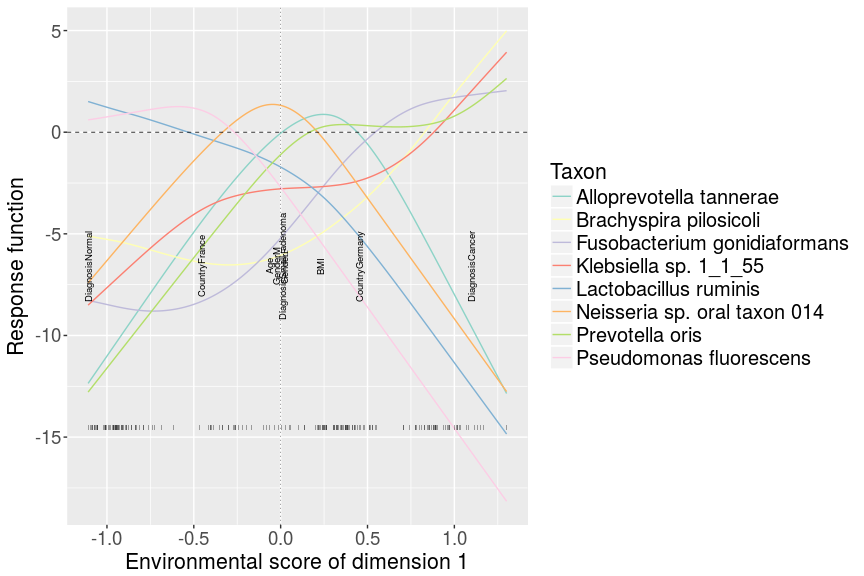 5
0
-5
-10
-15
Response function
DiagnosisNormal
CountryFrance
Age
GenderM
BMI
CountryGermany
DiagnosisCancer
-1.0 -0.5 0.0 0.5 1.0
Environmental score of dimension 1
Taxon
Alloprevotella tannerae
Brachyspira pilosicoli
Fusobacterium gonidiaformans
Klebsiella sp. 1_1_55
Lactobacillus ruminis
Neisseria sp. oral taxon 014
Prevotella oris
Pseudomonas fluorescens